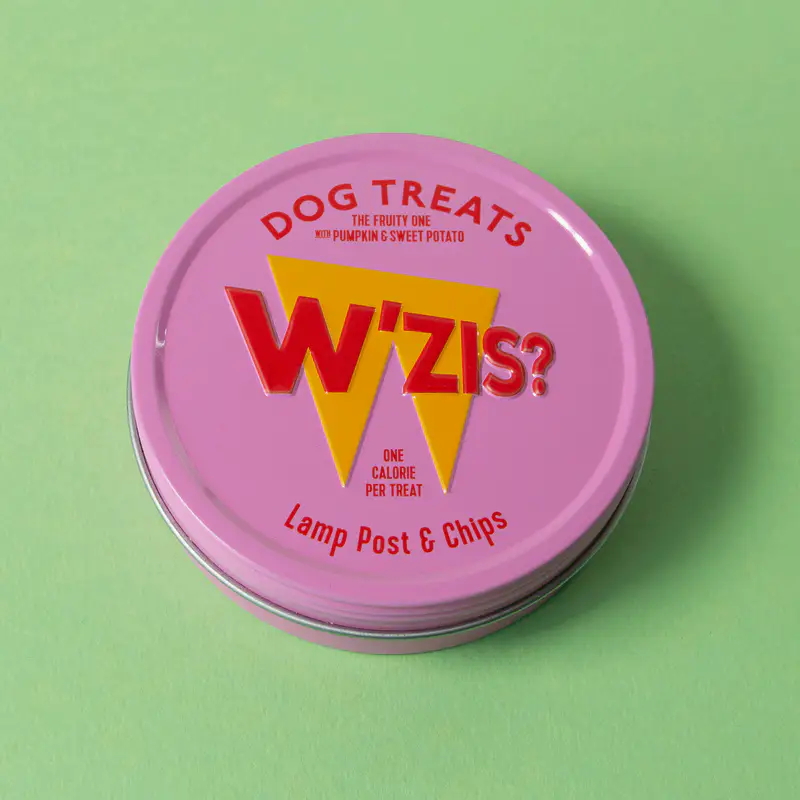 DOG TREATS
THE FRUITY ONE
WITH PUMPKIN & SWEET POTATO
W'ZIS?
ONE
CALORIE
PER TREAT
Lamp Post & Chips